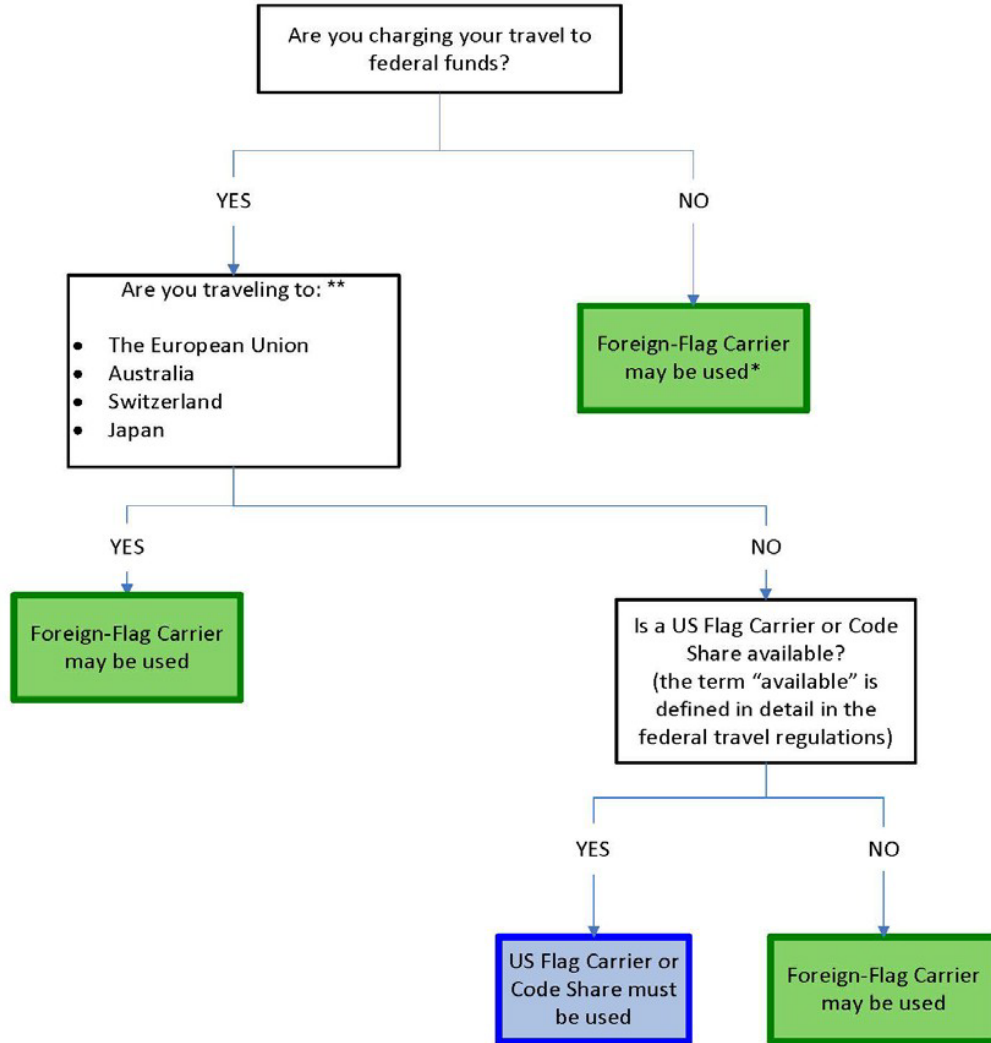 Are you charging your travel to
federal funds?
YES
NO
Are you traveling to: **
• The European Union
• Australia
• Switzerland
• Japan
Foreign-Flag Carrier
may be used*
YES
NO
Foreign-Flag Carrier
may be used
Is a US Flag Carrier or Code
Share available?
(the term “available” is
defined in detail in the
federal travel regulations)
YES
NO
US Flag Carrier or
Code Share must
be used
Foreign-Flag Carrier
may be used